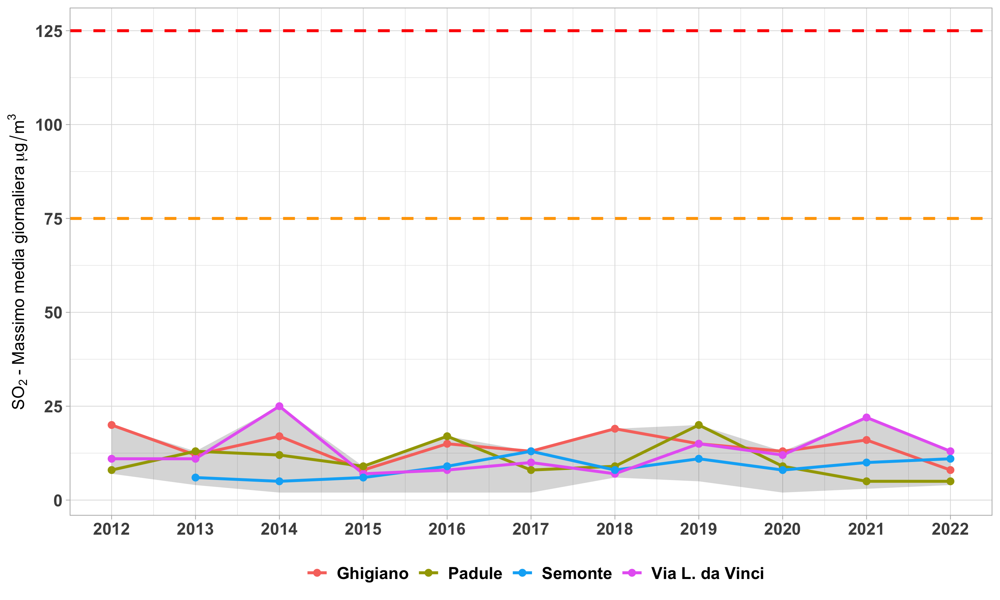 SO₂ - Massimo media giornaliera µg/m³
125
100
75
50
25
0
2012 2013 2014 2015 2016 2017 2018 2019 2020 2021 2022
Ghigiano Padule Semonte Via L. da Vinci